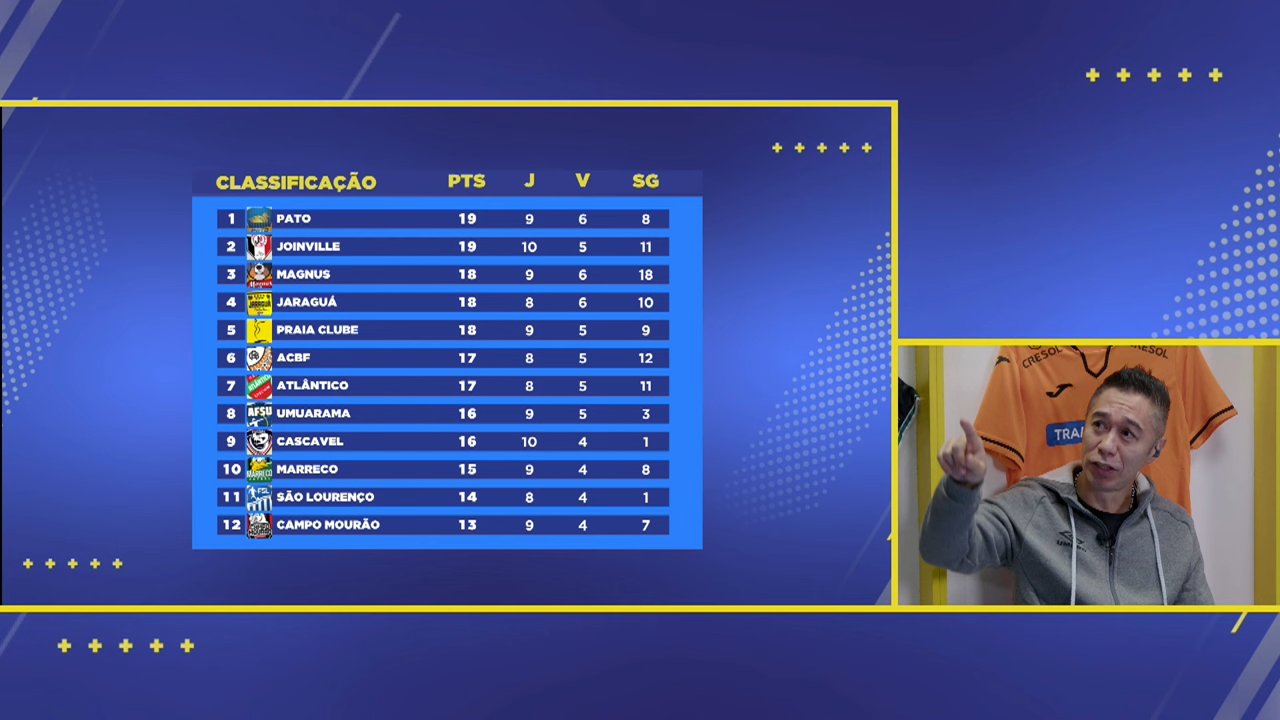 CLASSIFICAÇÃO PTS J V SG
1 PATO 19 9 6 8
2 JOINVILLE 19 10 5 11
3 MAGNUS 18 9 6 18
4 JARAGUÁ 18 8 6 10
5 PRAIA CLUBE 18 9 5 9
6 ACBF 17 8 5 12
7 ATLÂNTICO 17 8 5 11
8 AFSU UMUARAMA 16 9 5 3
9 CASCAVEL 16 10 4 1
10 MARRECO MARRECO 15 9 4 8
11 SÃO LOURENÇO 14 8 4 1
12 CAMPO MOURÃO 13 9 4 7
CRESOL